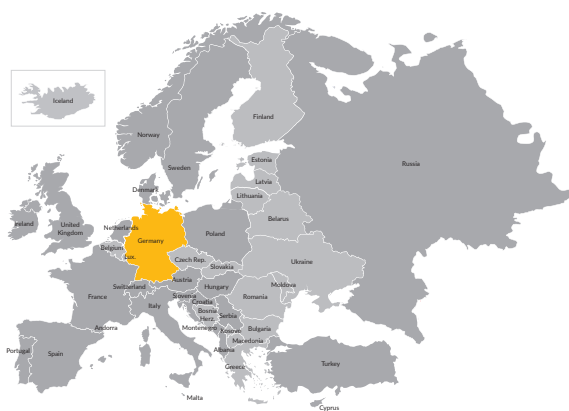 Iceland
Norway
Finland
Sweden
Russia
Estonia
Latvia
Denmark
Lithuania
Ireland
United
Kingdom
Netherlands
Belarus
Poland
Germany
Belgium
Lux.
Czech Rep.
Ukraine
Slovakia
Austria
Moldova
Switzerland
Hungary
France
Slovenia
Romania
Croatia
Italy
Bosnia
Herz.
Serbia
Andorra
Montenegro
Kosovo
Bulgaria
Macedonia
Portugal
Spain
Albania
Greece
Turkey
Malta
Cyprus